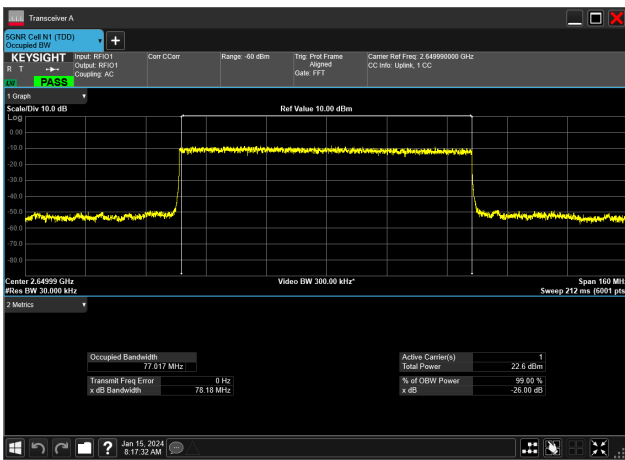 Transceiver A
5GNR Cell N1 (TDD)
Occupied BW
KEYSIGHT
R T
LV
PASS
Input: RFIO1
Output: RFIO1
Coupling: AC
Corr CCorr
Range: -60 dBm
Trig: Prot Frame
Aligned
Gate: FFT
Carrier Ref Freq: 2.649990000 GHz
CC Info: Uplink, 1 CC
1 Graph
Scale/Div 10.0 dB
Ref Value 10.00 dBm
Log
0.00
-10.0
-20.0
-30.0
-40.0
-50.0
-60.0
-70.0
-80.0
Center 2.64999 GHz
Video BW 300.00 kHz*
Span 160 MHz
#Res BW 30.000 kHz
Sweep 212 ms (6001 pts
2 Metrics
Occupied Bandwidth
77.017 MHz
Transmit Freq Error 0 Hz
x dB Bandwidth 78.18 MHz
Active Carrier(s) 1
Total Power 22.6 dBm
% of OBW Power 99.00 %
x dB -26.00 dB
Jan 15, 2024
8:17:32 AM